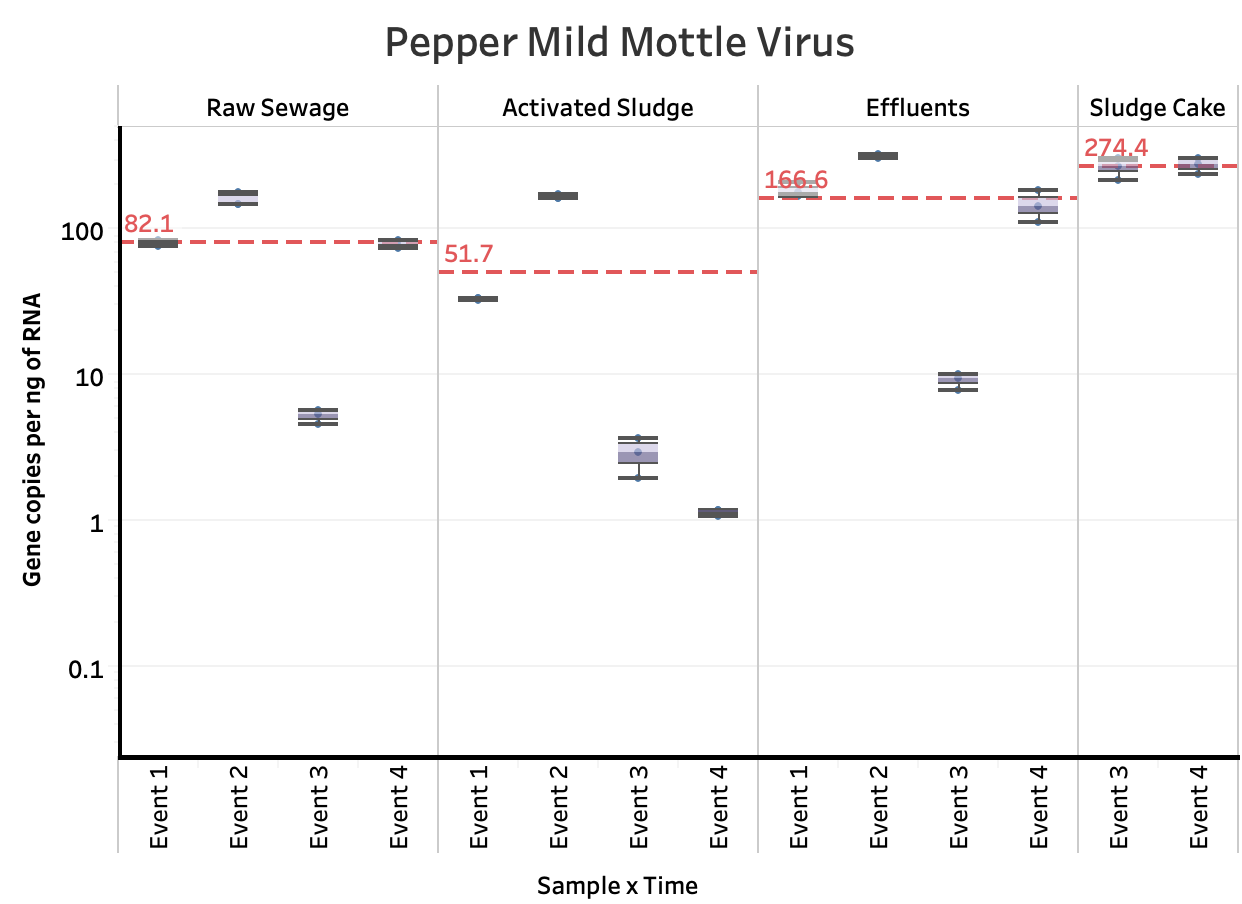 Pepper Mild Mottle Virus
Raw Sewage
Activated Sludge
Effluents
Sludge Cake
82.1
51.7
166.6
274.4
100
10
1
0.1
Gene copies per ng of RNA
Event 1
Event 2
Event 3
Event 4
Event 1
Event 2
Event 3
Event 4
Event 1
Event 2
Event 3
Event 4
Event 3
Event 4
Sample x Time